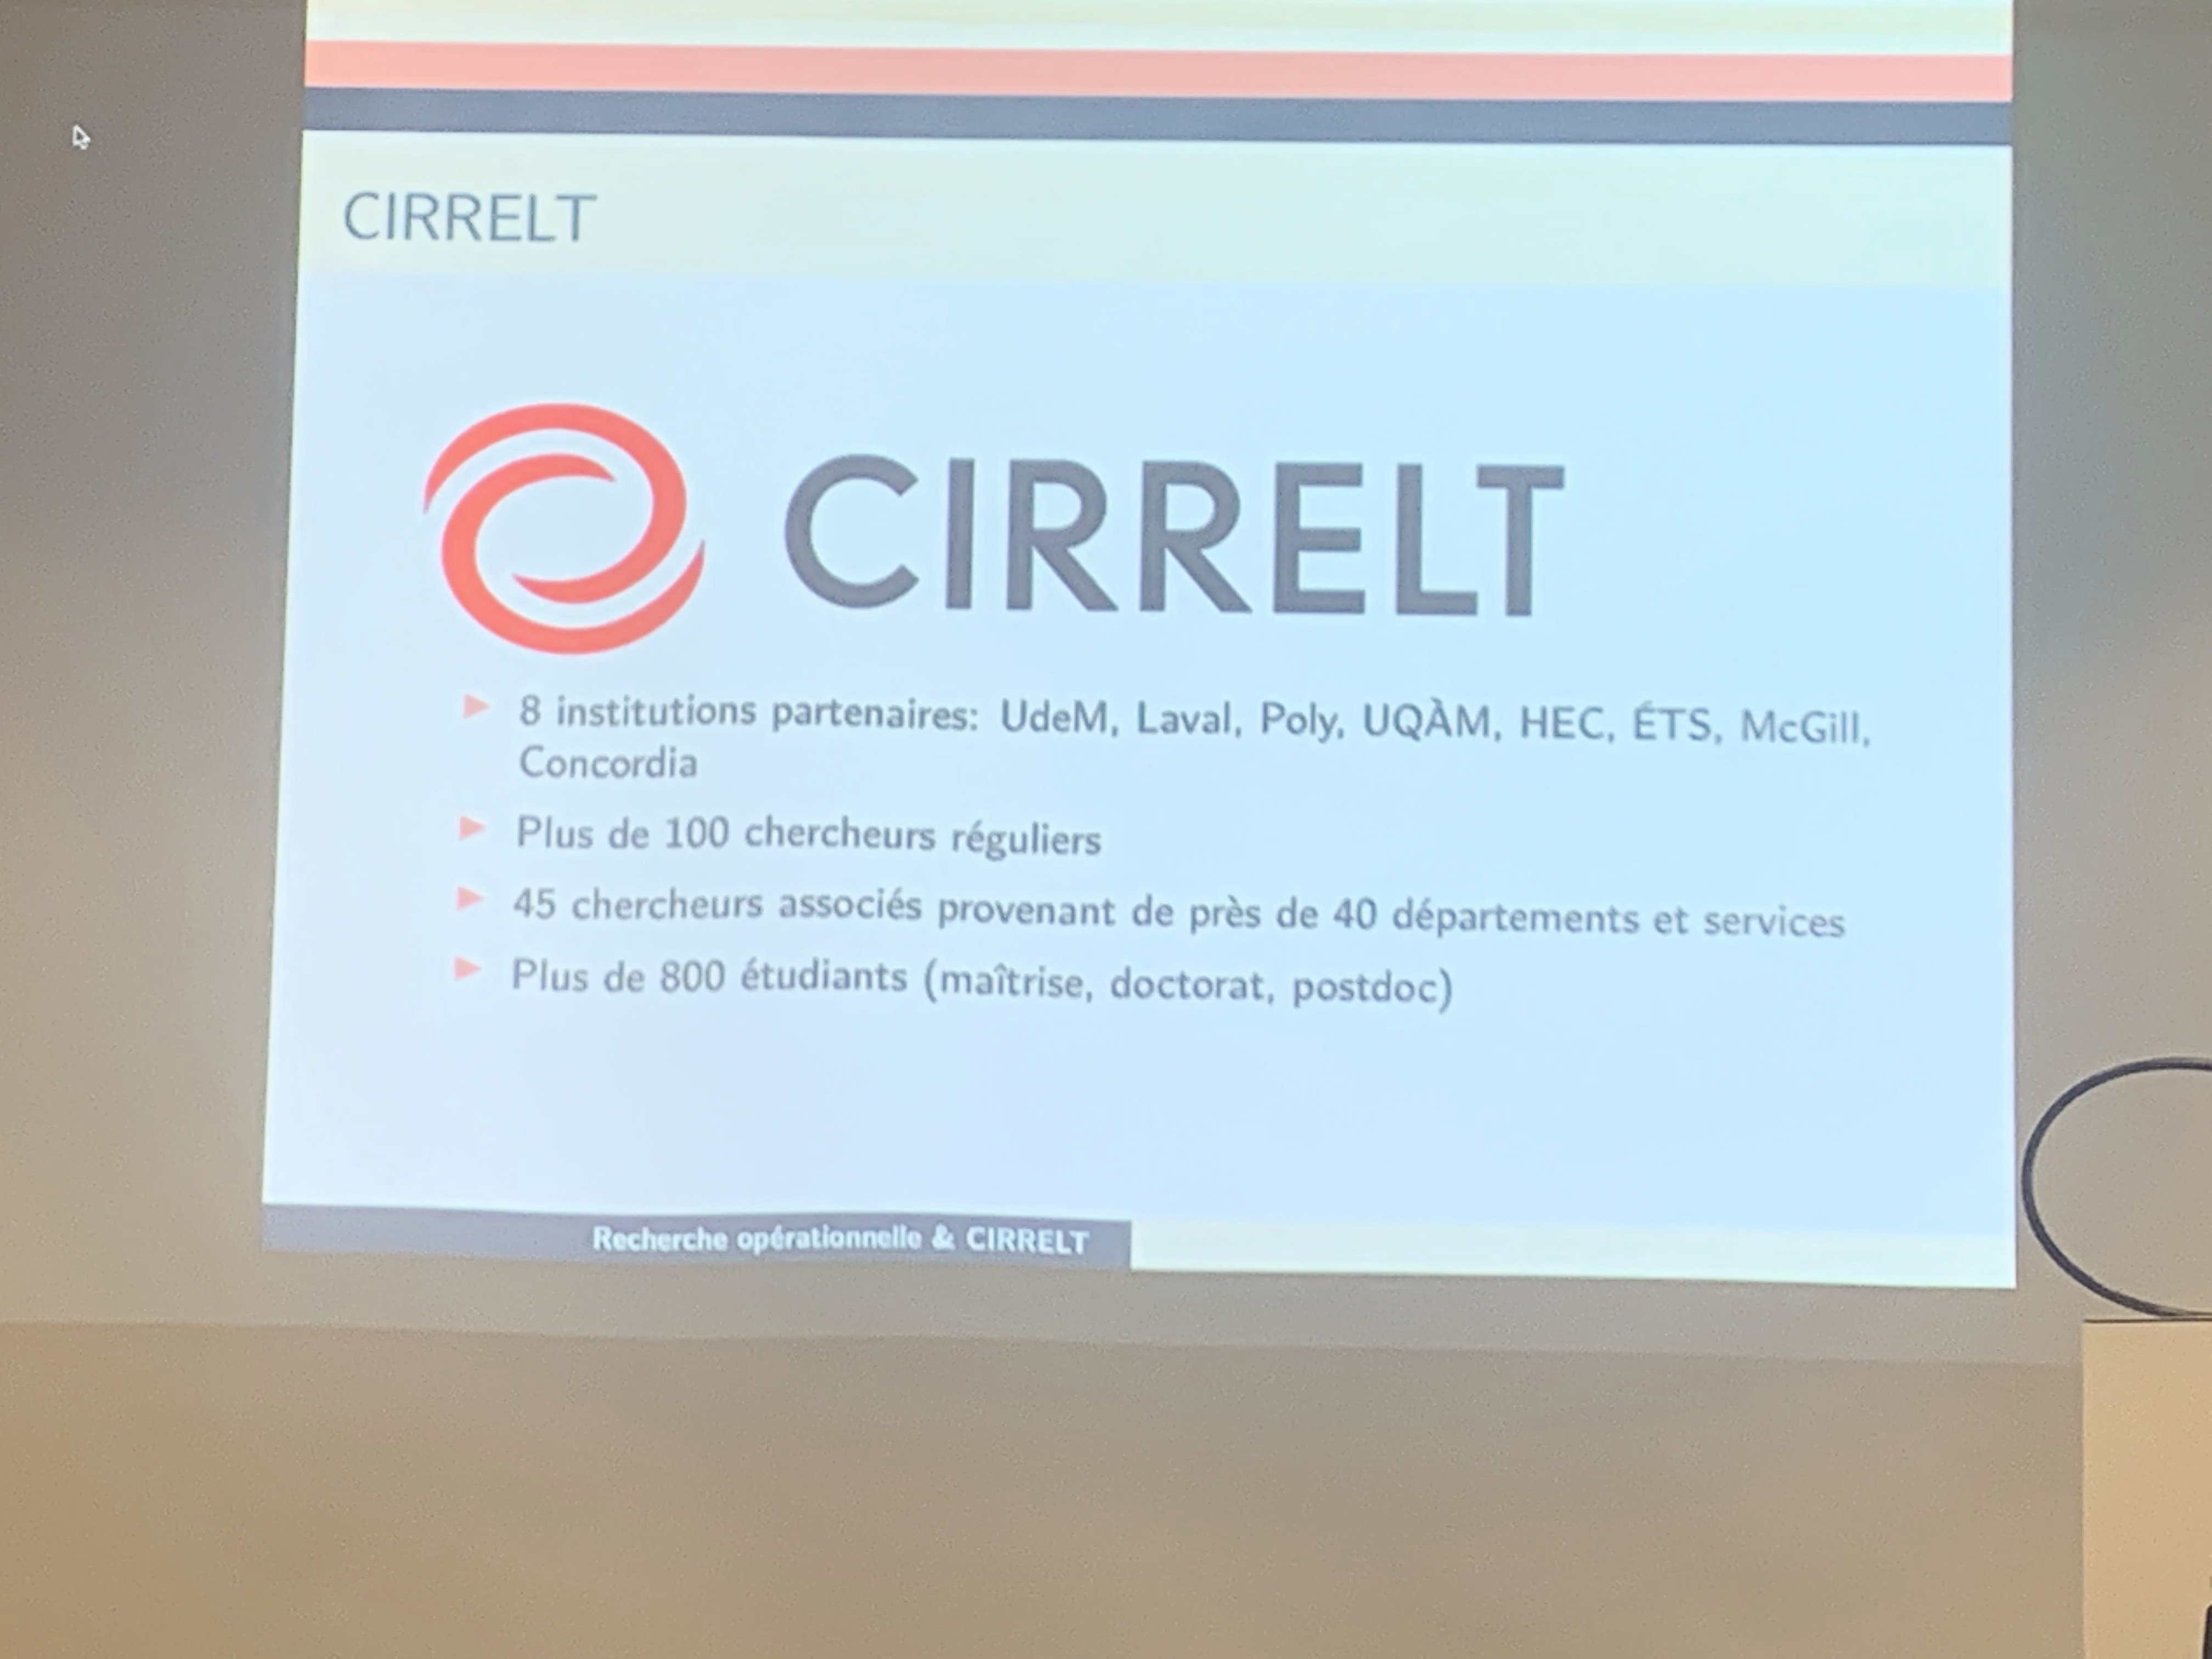 CIRRELT
CIRRELT
8 institutions partenaires: UdeM, Laval, Poly, UQÀM, HEC, ÉTS, McGill,
Concordia
Plus de 100 chercheurs réguliers
45 chercheurs associés provenant de près de 40 départements et services
Plus de 800 étudiants (maîtrise, doctorat, postdoc)
Recherche opérationnelle & CIRRELT